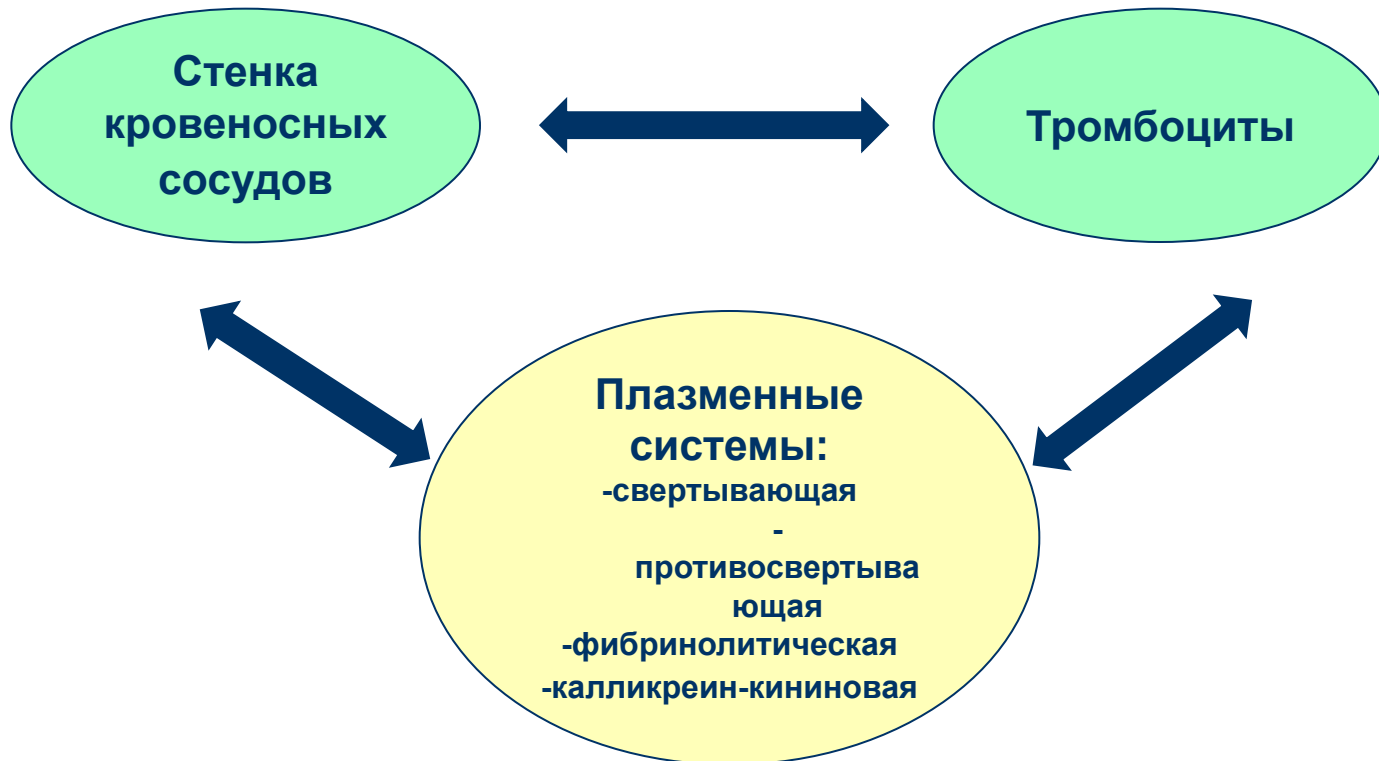 Стенка
кровеносных
сосудов
Тромбоциты
Плазменные
системы:
-свертывающая
-
противосвертыва
ющая
-фибринолитическая
-калликреин-кининовая